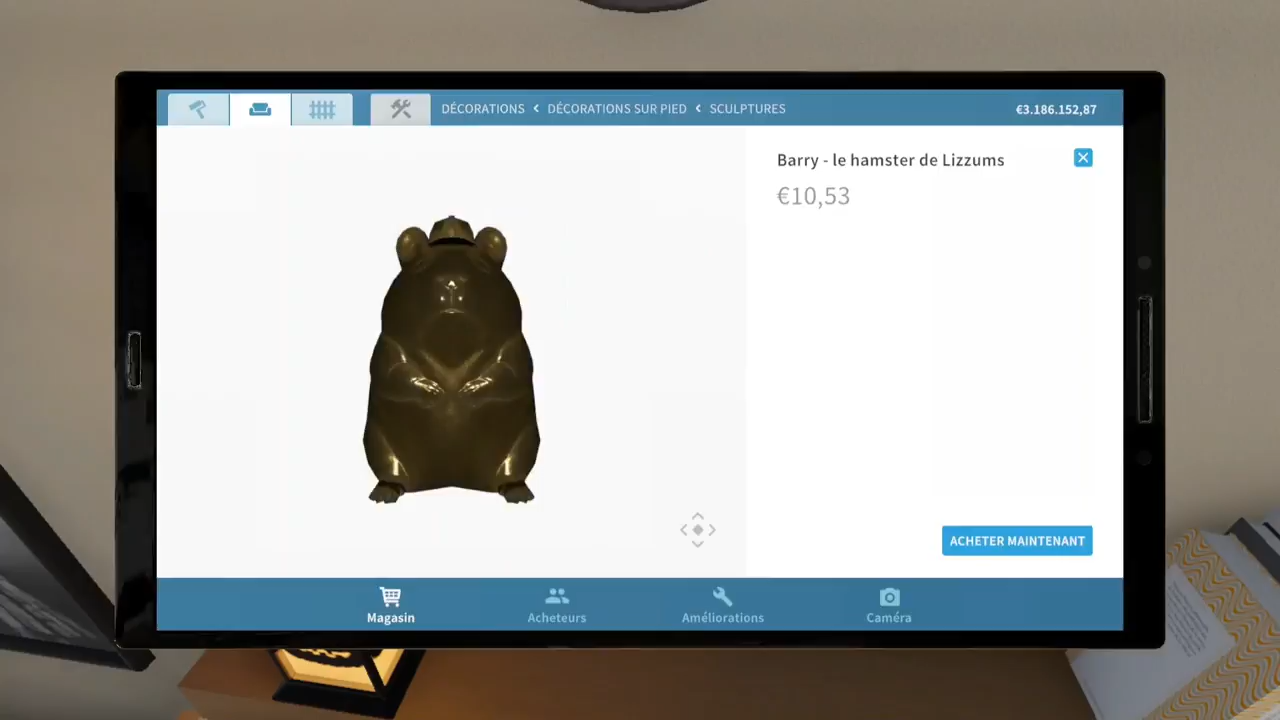 DÉCORATIONS < DÉCORATIONS SUR PIED < SCULPTURES
€3.186.152,87
Barry - le hamster de Lizzums
€10,53
ACHETER MAINTENANT
Magasin
Acheteurs
Améliorations
Caméra